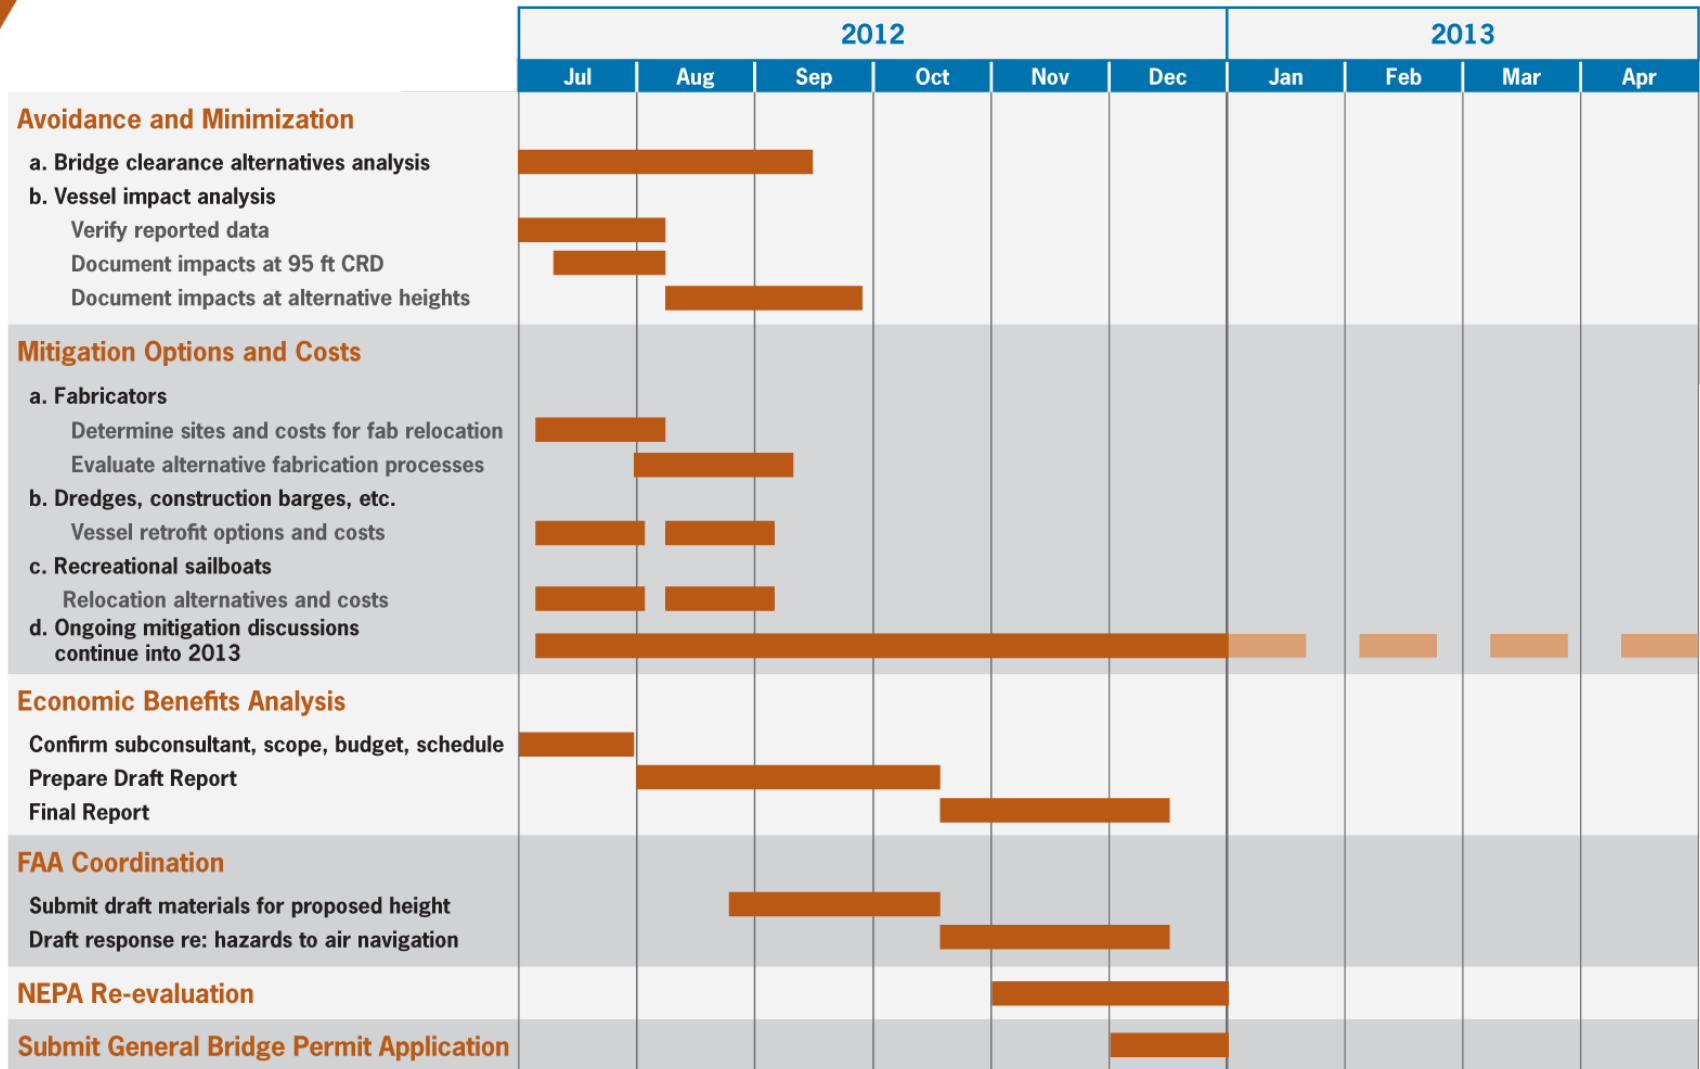 2012 2013
Jul Aug Sep Oct Nov Dec Jan Feb Mar Apr
Avoidance and Minimization
a. Bridge clearance alternatives analysis
b. Vessel impact analysis
Verify reported data
Document impacts at 95 ft CRD
Document impacts at alternative heights
Mitigation Options and Costs
a. Fabricators
Determine sites and costs for fab relocation
Evaluate alternative fabrication processes
b. Dredges, construction barges, etc.
Vessel retrofit options and costs
c. Recreational sailboats
Relocation alternatives and costs
d. Ongoing mitigation discussions
continue into 2013
Economic Benefits Analysis
Confirm subconsultant, scope, budget, schedule
Prepare Draft Report
Final Report
FAA Coordination
Submit draft materials for proposed height
Draft response re: hazards to air navigation
NEPA Re-evaluation
Submit General Bridge Permit Application